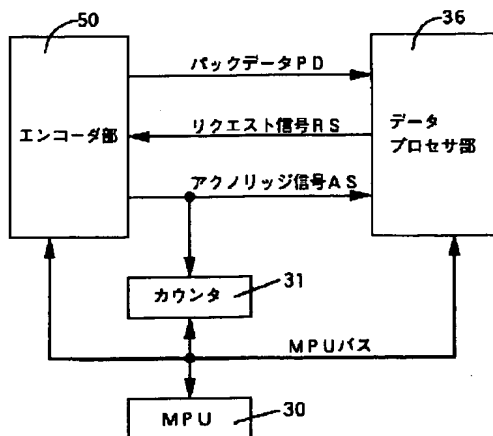 50
36
パックデータPD
エンコーダ部
リクエスト信号RS
データ
プロセサ部
アクノリッジ信号AS
カウンタ
31
MPUバス
MPU
30